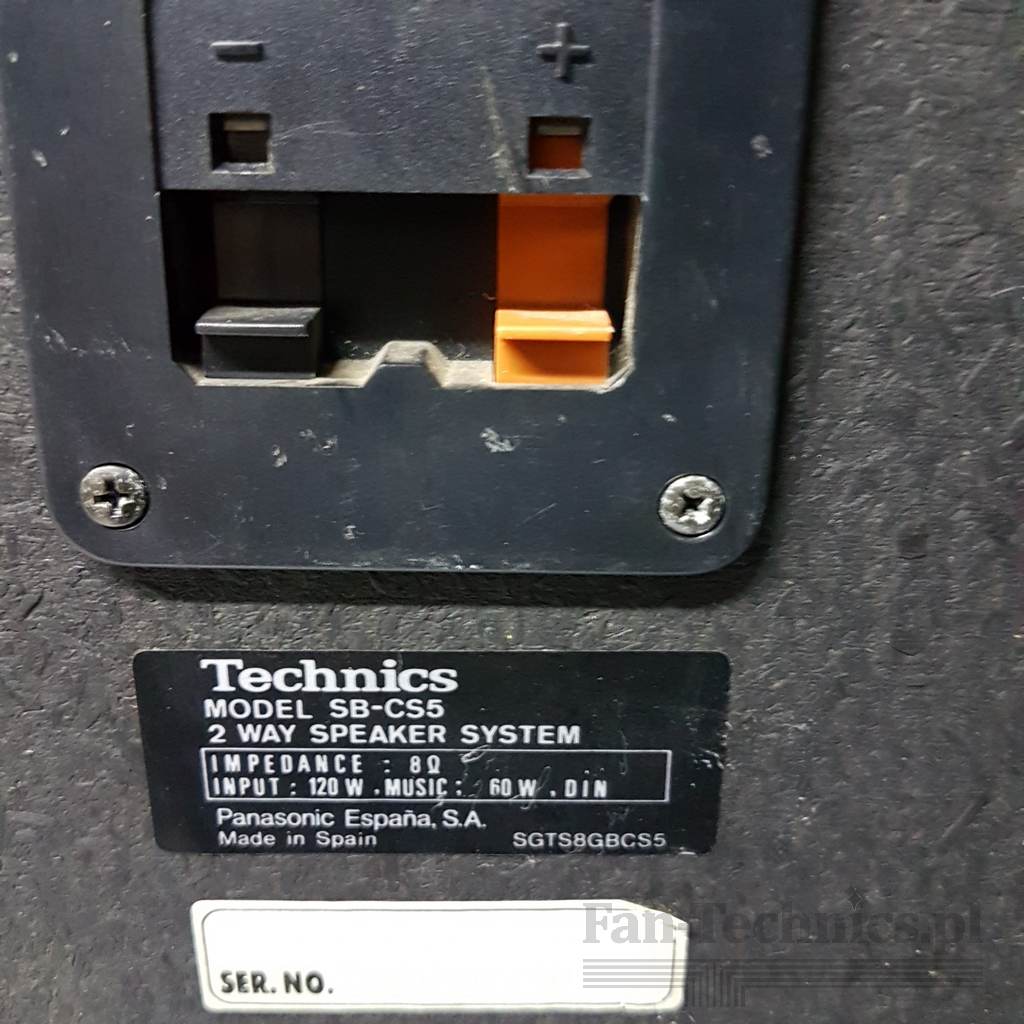 - +
Technics
MODEL SB-CS5
2 WAY SPEAKER SYSTEM
IMPEDANCE : 8Ω
INPUT : 120 W . MUSIC : 60 W . DIN
Panasonic España, S.A.
Made in Spain SGTS8GBCS5
Fan-Technics.pl
SER. NO.